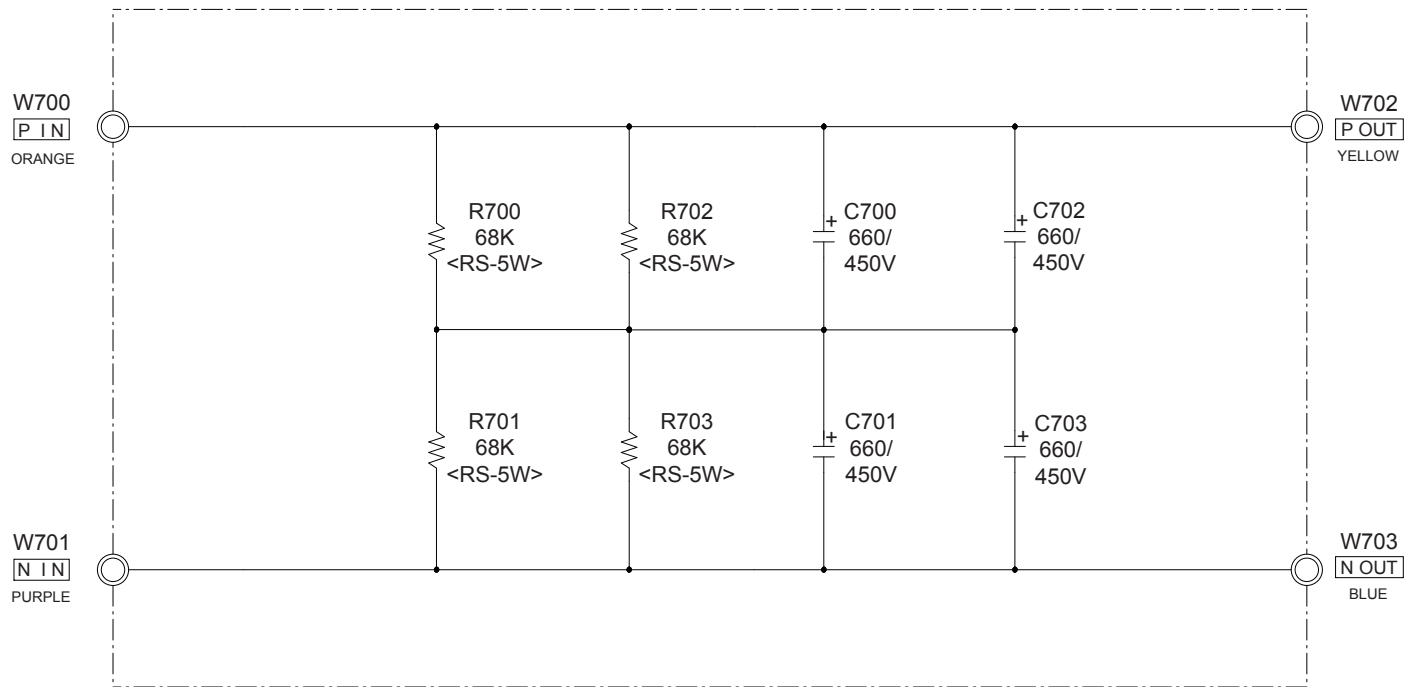 W700
P IN
ORANGE
W702
P OUT
YELLOW
R700
68K
<RS-5W>
R702
68K
<RS-5W>
+
C700
660/
450V
+
C702
660/
450V
R701
68K
<RS-5W>
R703
68K
<RS-5W>
+
C701
660/
450V
+
C703
660/
450V
W701
N IN
PURPLE
W703
N OUT
BLUE